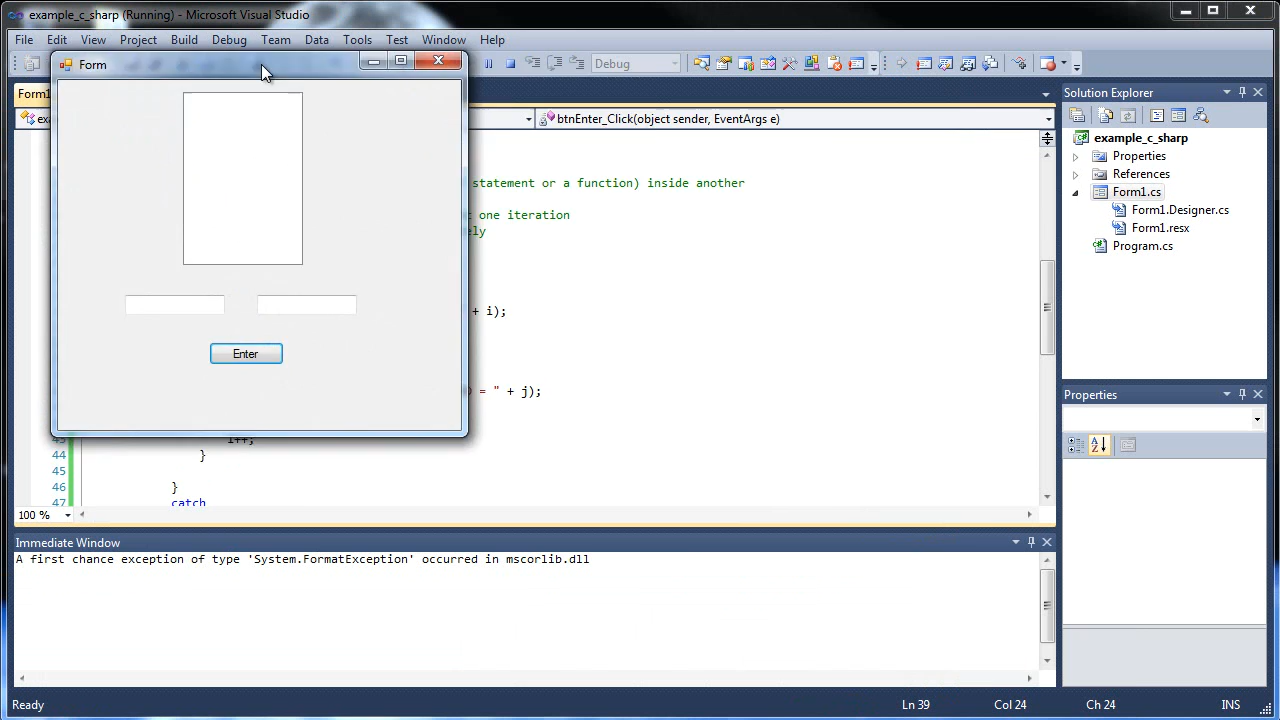 example_c_sharp (Running) - Microsoft Visual Studio
File Edit View Project Build Debug Team Data Tools Test Window Help
Form
Debug
Form1
btnEnter_Click(object sender, EventArgs e)
Solution Explorer
example_c_sharp
Properties
References
Form1.cs
Form1.Designer.cs
Form1.resx
Program.cs
statement or a function) inside another
one iteration
+ i);
= " + j);
Enter
i++;
44 }
45
46 }
47 catch
100 %
Properties
Immediate Window
A first chance exception of type 'System.FormatException' occurred in mscorlib.dll
Ready
Ln 39 Col 24 Ch 24 INS